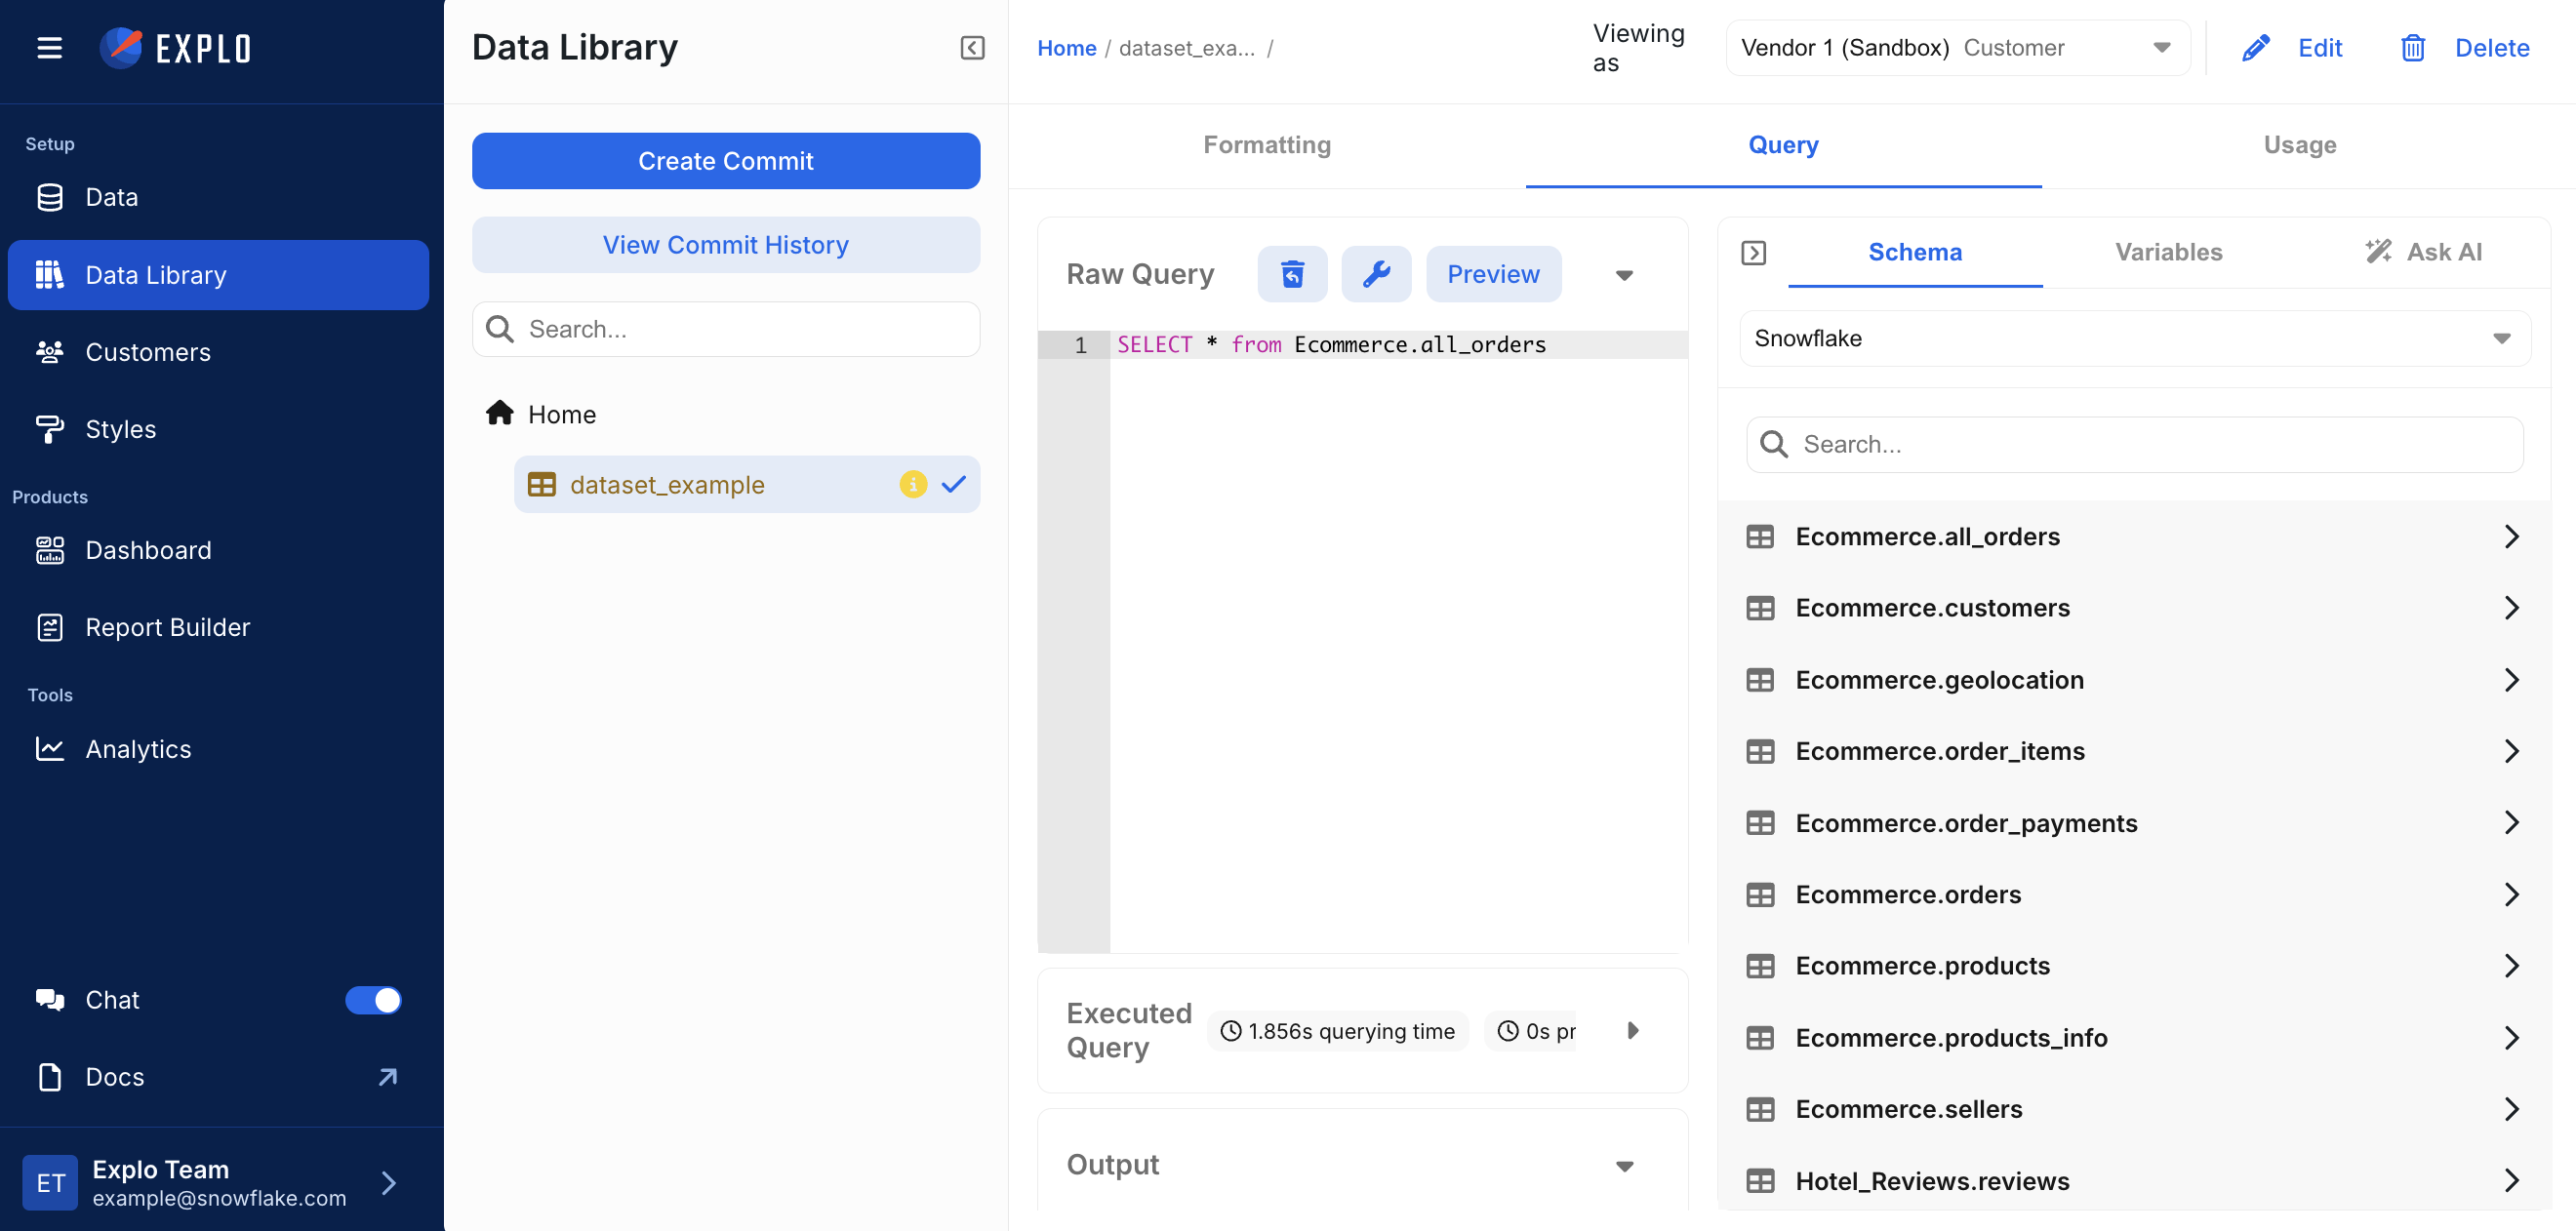 EXPLO
Setup
Data
Data Library
Customers
Styles
Products
Dashboard
Report Builder
Tools
Analytics
Chat
Docs
ET
Explo Team
example@snowflake.com
Data Library
Create Commit
View Commit History
Search...
Home
dataset_example
Home / dataset_exa... /
Viewing as
Vendor 1 (Sandbox) Customer
Edit
Delete
Formatting
Query
Usage
Raw Query
Preview
1 SELECT * from Ecommerce.all_orders
Executed Query
1.856s querying time
0s pr
Output
Schema
Variables
Ask AI
Snowflake
Search...
Ecommerce.all_orders
Ecommerce.customers
Ecommerce.geolocation
Ecommerce.order_items
Ecommerce.order_payments
Ecommerce.orders
Ecommerce.products
Ecommerce.products_info
Ecommerce.sellers
Hotel_Reviews.reviews